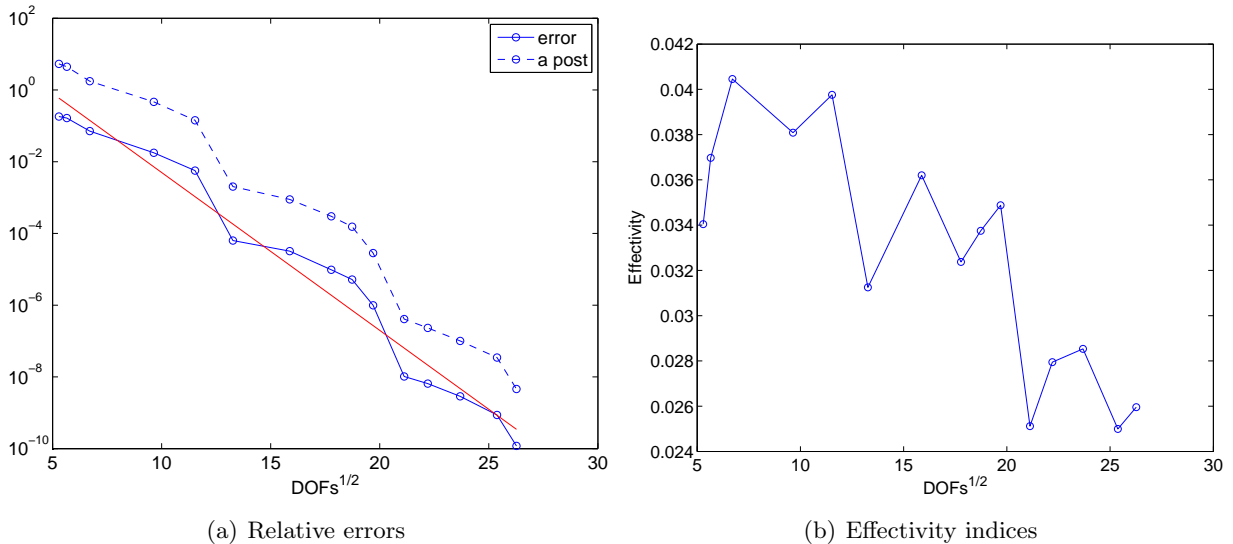 10^2
10^0
10^-2
10^-4
10^-6
10^-8
10^-10
5 10 15 20 25 30
DOFs^1/2
error
a post
(a) Relative errors
0.042
0.04
0.038
0.036
0.034
0.032
0.03
0.028
0.026
0.024
Effectivity
5 10 15 20 25 30
DOFs^1/2
(b) Effectivity indices